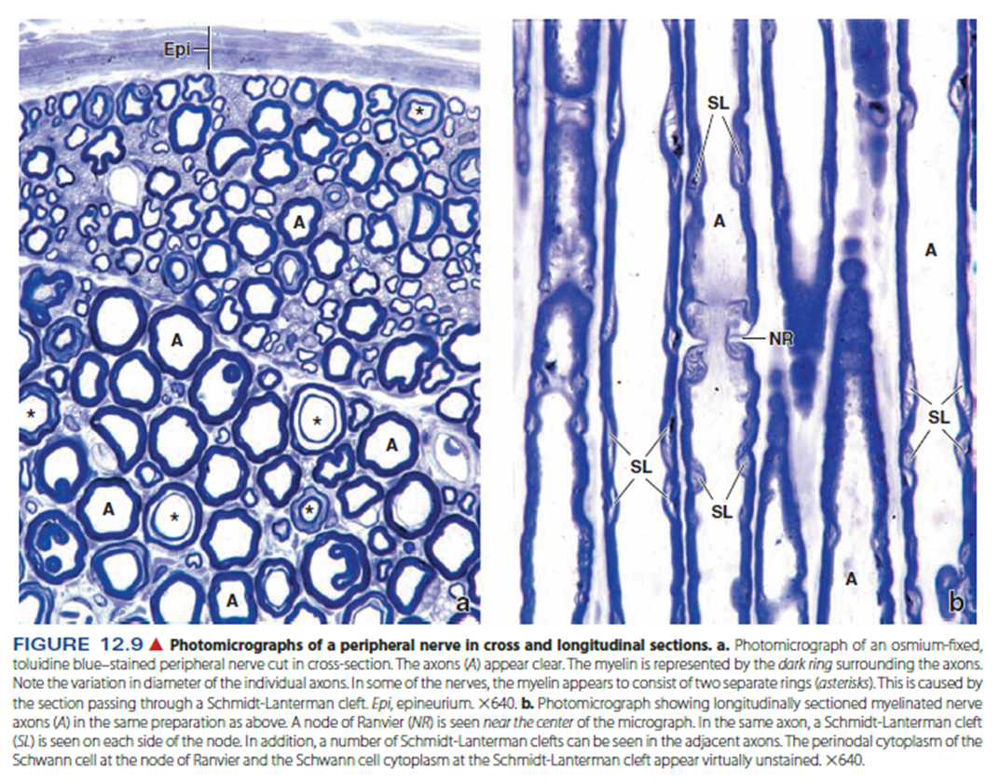 Epi
*
A
A
*
*
A
A
*
*
A
a
SL
A
A
NR
SL
SL
SL
A
b
FIGURE 12.9 ▲ Photomicrographs of a peripheral nerve in cross and longitudinal sections. a. Photomicrograph of an osmium-fixed,
toluidine blue–stained peripheral nerve cut in cross-section. The axons (A) appear clear. The myelin is represented by the dark ring surrounding the axons.
Note the variation in diameter of the individual axons. In some of the nerves, the myelin appears to consist of two separate rings (asterisks). This is caused by
the section passing through a Schmidt-Lanterman cleft. Epi, epineurium. ×640. b. Photomicrograph showing longitudinally sectioned myelinated nerve
axons (A) in the same preparation as above. A node of Ranvier (NR) is seen near the center of the micrograph. In the same axon, a Schmidt-Lanterman cleft
(SL) is seen on each side of the node. In addition, a number of Schmidt-Lanterman clefts can be seen in the adjacent axons. The perinodal cytoplasm of the
Schwann cell at the node of Ranvier and the Schwann cell cytoplasm at the Schmidt-Lanterman cleft appear virtually unstained. ×640.